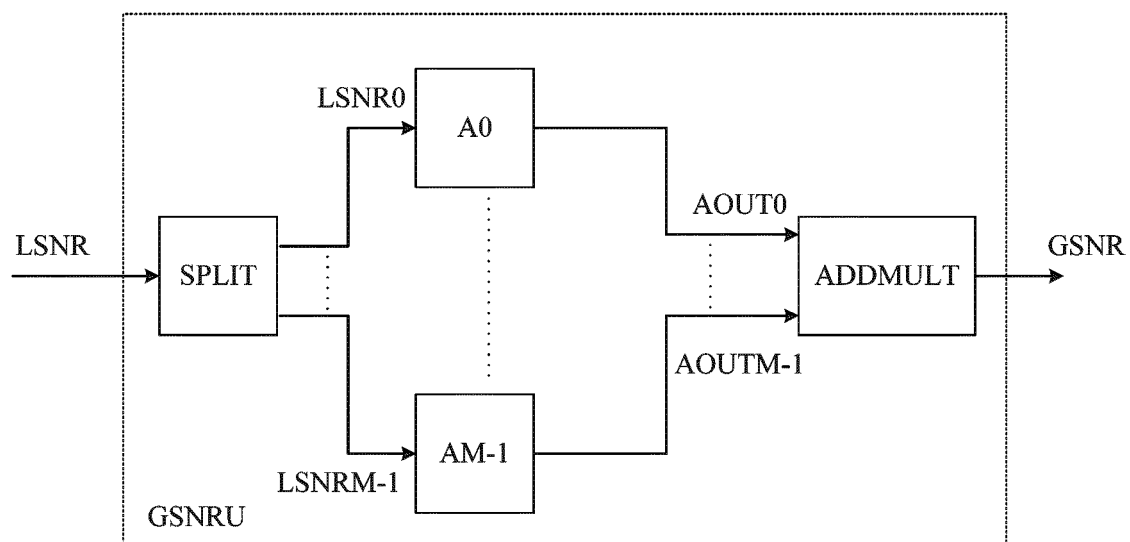 LSNR0
A0
AOUT0
LSNR
SPLIT
ADDMULT
GSNR
AOUTM-1
AM-1
LSNRM-1
GSNRU